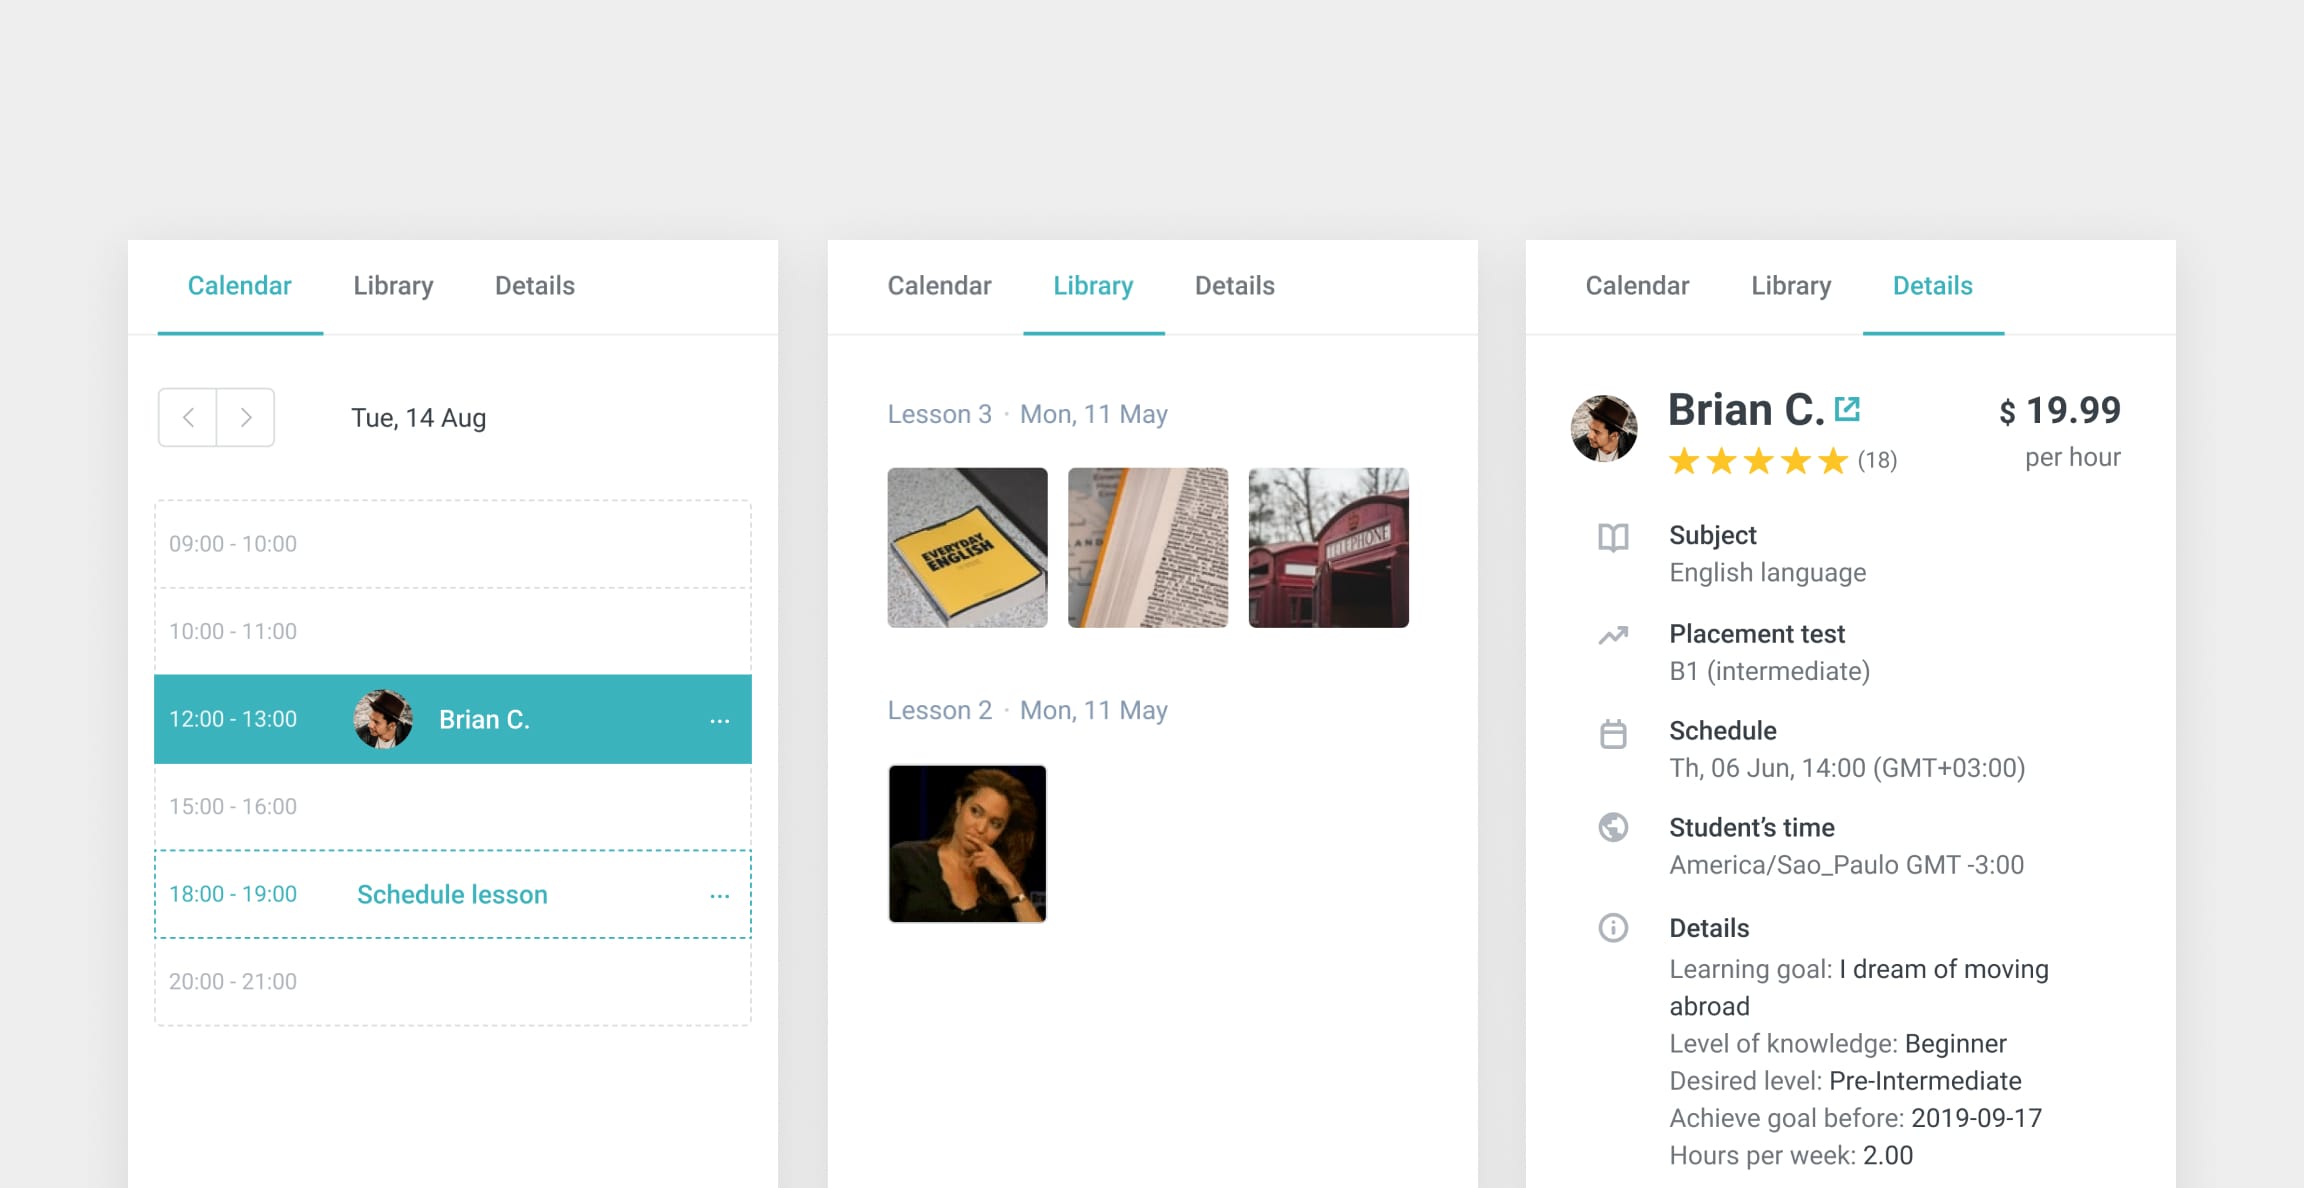 Calendar Library Details
Tue, 14 Aug
09:00 - 10:00
10:00 - 11:00
12:00 - 13:00 Brian C. ...
15:00 - 16:00
18:00 - 19:00 Schedule lesson ...
20:00 - 21:00
Calendar Library Details
Lesson 3 · Mon, 11 May
EVERYDAY
ENGLISH
LAND
TELEPHONE
Lesson 2 · Mon, 11 May
Calendar Library Details
Brian C. $ 19.99
(18) per hour
Subject
English language
Placement test
B1 (intermediate)
Schedule
Th, 06 Jun, 14:00 (GMT+03:00)
Student’s time
America/Sao_Paulo GMT -3:00
Details
Learning goal: I dream of moving
abroad
Level of knowledge: Beginner
Desired level: Pre-Intermediate
Achieve goal before: 2019-09-17
Hours per week: 2.00